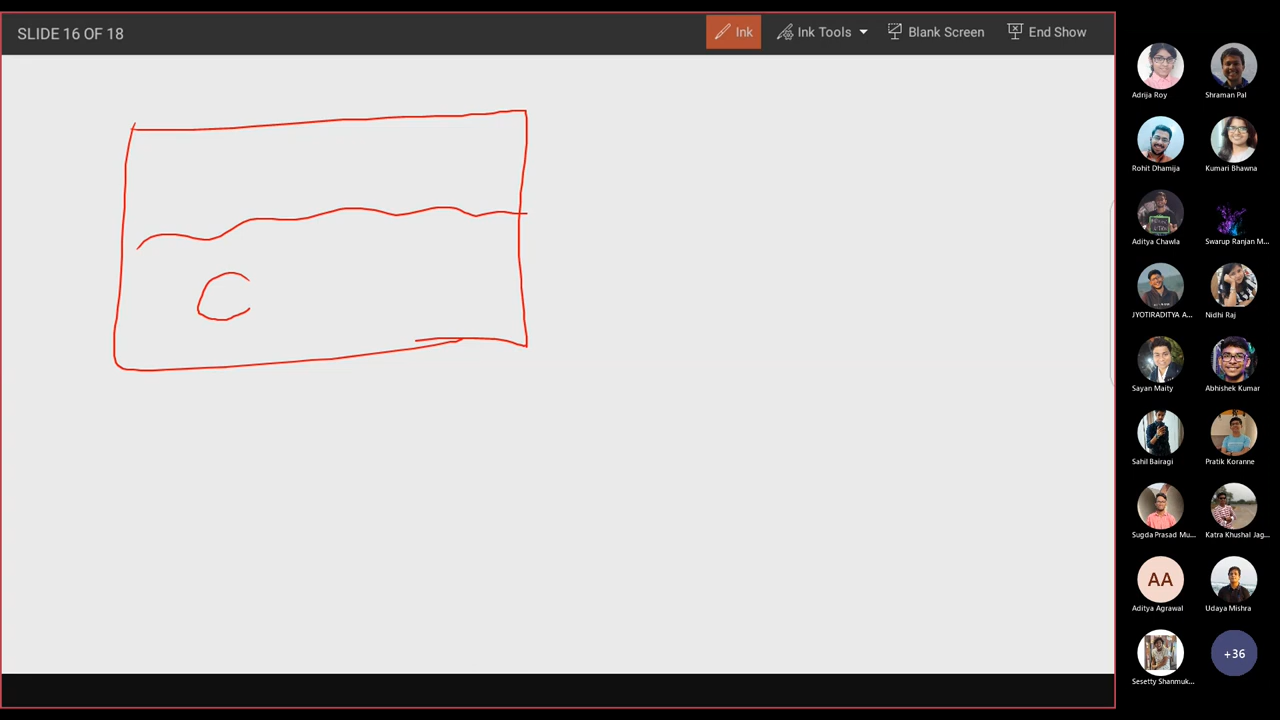 SLIDE 16 OF 18
Ink
Ink Tools
Blank Screen
End Show
C
Adrija Roy
Shraman Pal
Rohit Dhamija
Kumari Bhawna
Aditya Chawla
Swarup Ranjan M...
JYOTIRADITYA A...
Nidhi Raj
Sayan Maity
Abhishek Kumar
Sahil Bairagi
Pratik Koranne
Sugda Prasad Mu...
Katra Khushal Jag...
AA
Aditya Agrawal
Udaya Mishra
Sesetty Shanmuk...
+36